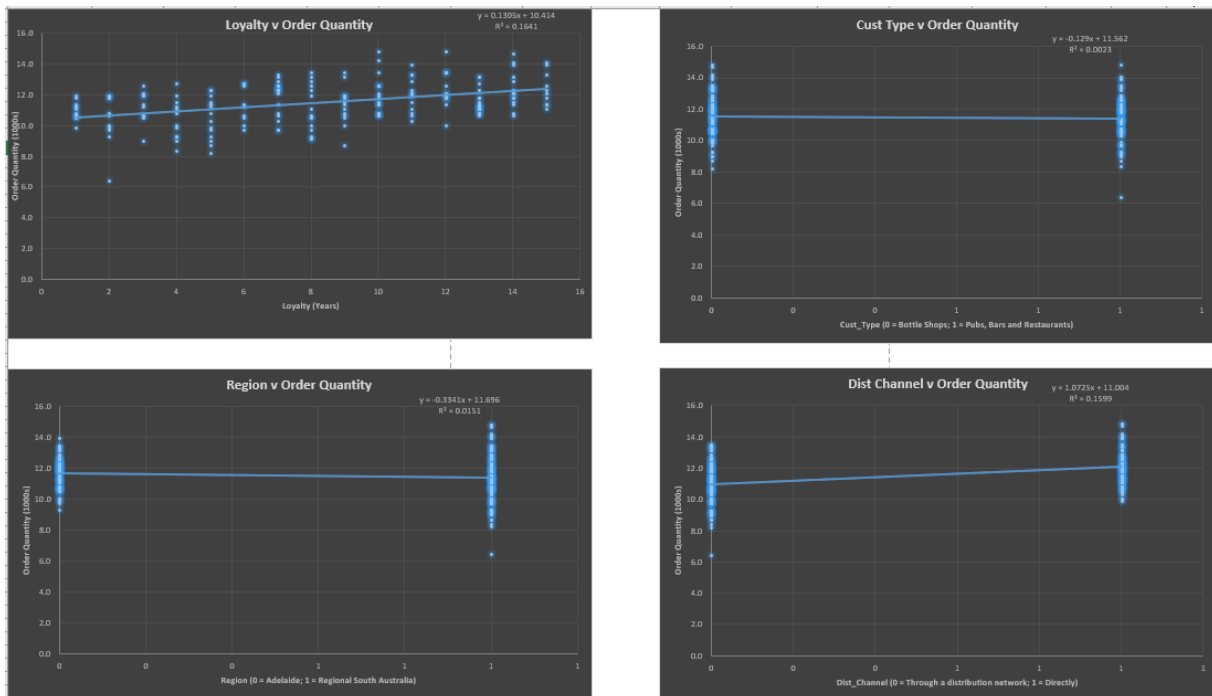 Loyalty v Order Quantity
y = 0.1305x + 10.414
R² = 0.1641
Order Quantity (1000s)
16.0
14.0
12.0
10.0
8.0
6.0
4.0
2.0
0.0
0 2 4 6 8 10 12 14 16
Loyalty (Years)
Cust Type v Order Quantity
y = -0.129x + 11.562
R² = 0.0023
Order Quantity (1000s)
16.0
14.0
12.0
10.0
8.0
6.0
4.0
2.0
0.0
0 0 0 1 1 1 1
Cust_Type (0 = Bottle Shops; 1 = Pubs, Bars and Restaurants)
Region v Order Quantity
y = -0.3341x + 11.696
R² = 0.0151
Order Quantity (1000s)
16.0
14.0
12.0
10.0
8.0
6.0
4.0
2.0
0.0
0 0 0 1 1 1 1
Region (0 = Adelaide; 1 = Regional South Australia)
Dist Channel v Order Quantity
y = 1.0725x + 11.004
R² = 0.1599
Order Quantity (1000s)
16.0
14.0
12.0
10.0
8.0
6.0
4.0
2.0
0.0
0 0 0 1 1 1 1
Dist_Channel (0 = Through a distribution network; 1 = Directly)